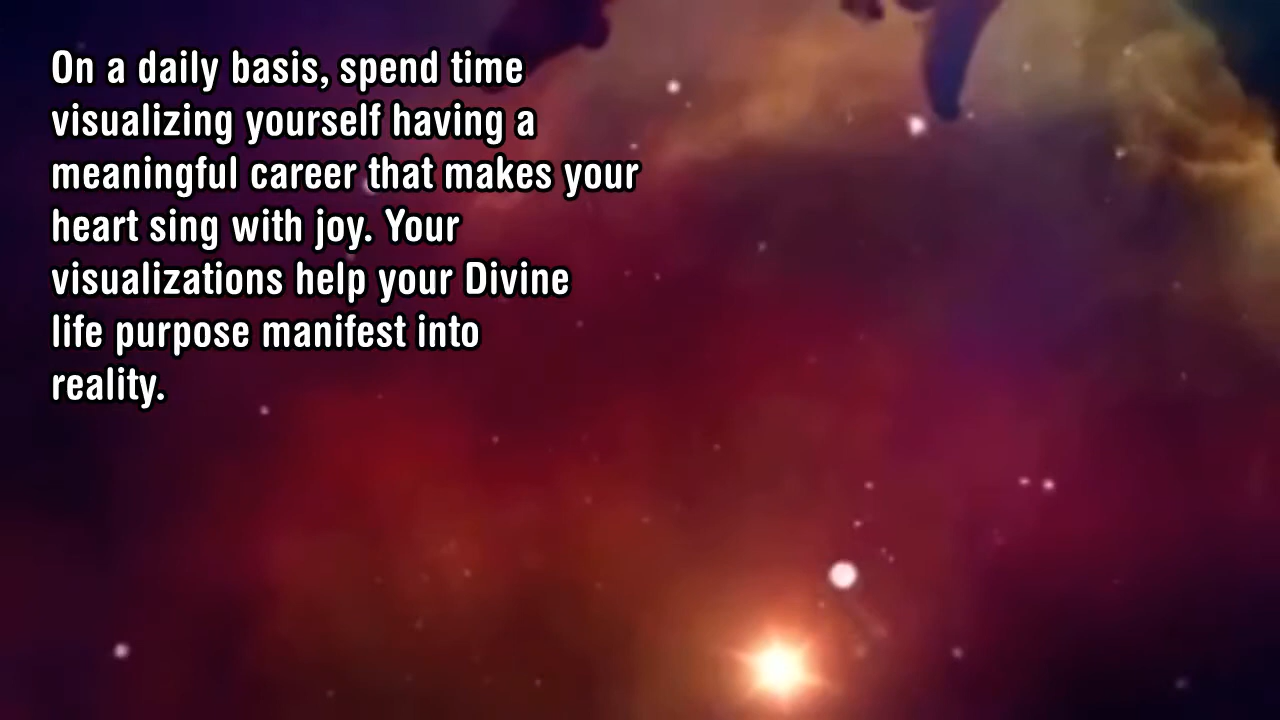 On a daily basis, spend time
visualizing yourself having a
meaningful career that makes your
heart sing with joy. Your
visualizations help your Divine
life purpose manifest into
reality.